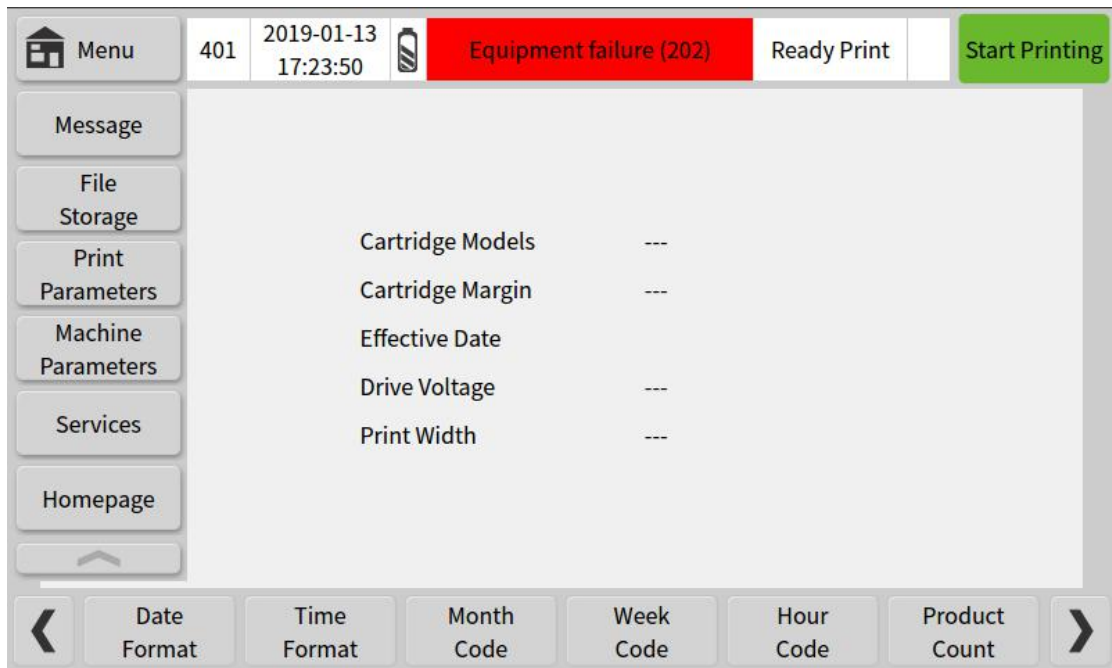 Menu
401
2019-01-13
17:23:50
Equipment failure (202)
Ready Print
Start Printing
Message
File
Storage
Print
Parameters
Machine
Parameters
Services
Homepage
Cartridge Models ---
Cartridge Margin ---
Effective Date
Drive Voltage ---
Print Width ---
Date
Format
Time
Format
Month
Code
Week
Code
Hour
Code
Product
Count